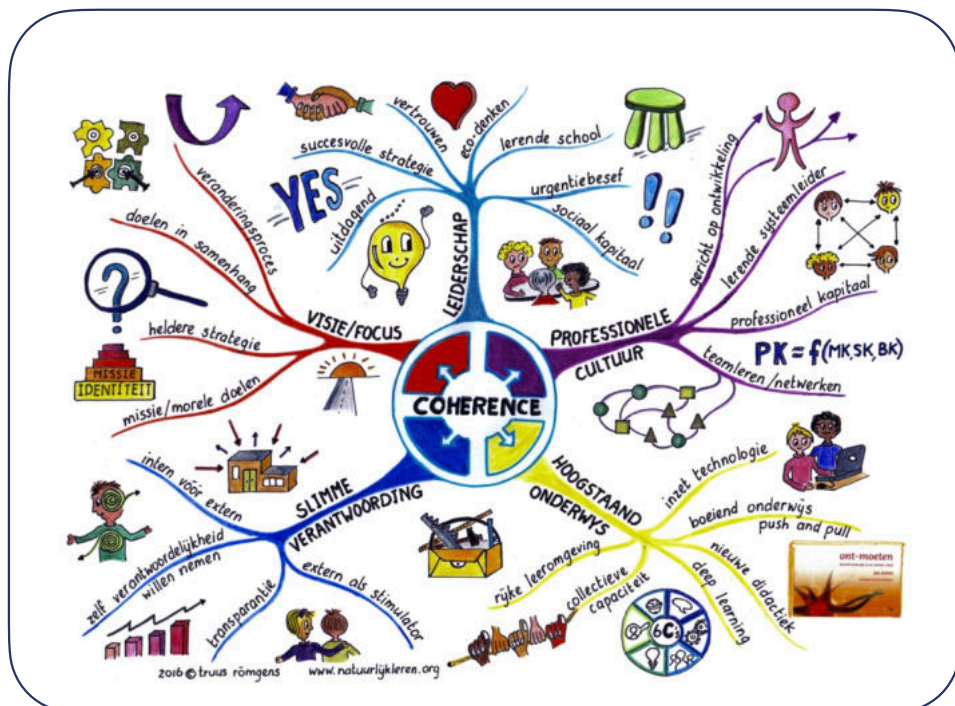 vertrouwen
eco-denken
succesvolle strategie
lerende school
YES
uitdagend
urgentiebesef
!!
sociaal kapitaal
LEIDERSCHAP
veranderingsproces
doelen in samenhang
?
heldere strategie
MISSIE
IDENTITEIT
missie/morele doelen
VISIE/FOCUS
gericht op ontwikkeling
lerende systeemleider
professioneel kapitaal
PK=f(MK,SK,BK)
teamleren/netwerken
PROFESSIONELE
CULTUUR
COHERENCE
intern vóór extern
zelf verantwoordelijkheid
willen nemen
transparantie
extern als stimulator
SLIMME
VERANTWOORDING
HOOGSTAAND
ONDERWYS
inzet technologie
boeiend onderwijs
push and pull
nieuwe didactiek
deep learning
collectieve
capaciteit
rijke leeromgeving
6C's
ont-moeten
2016 © truus römgens
www.natuurlijkleren.org